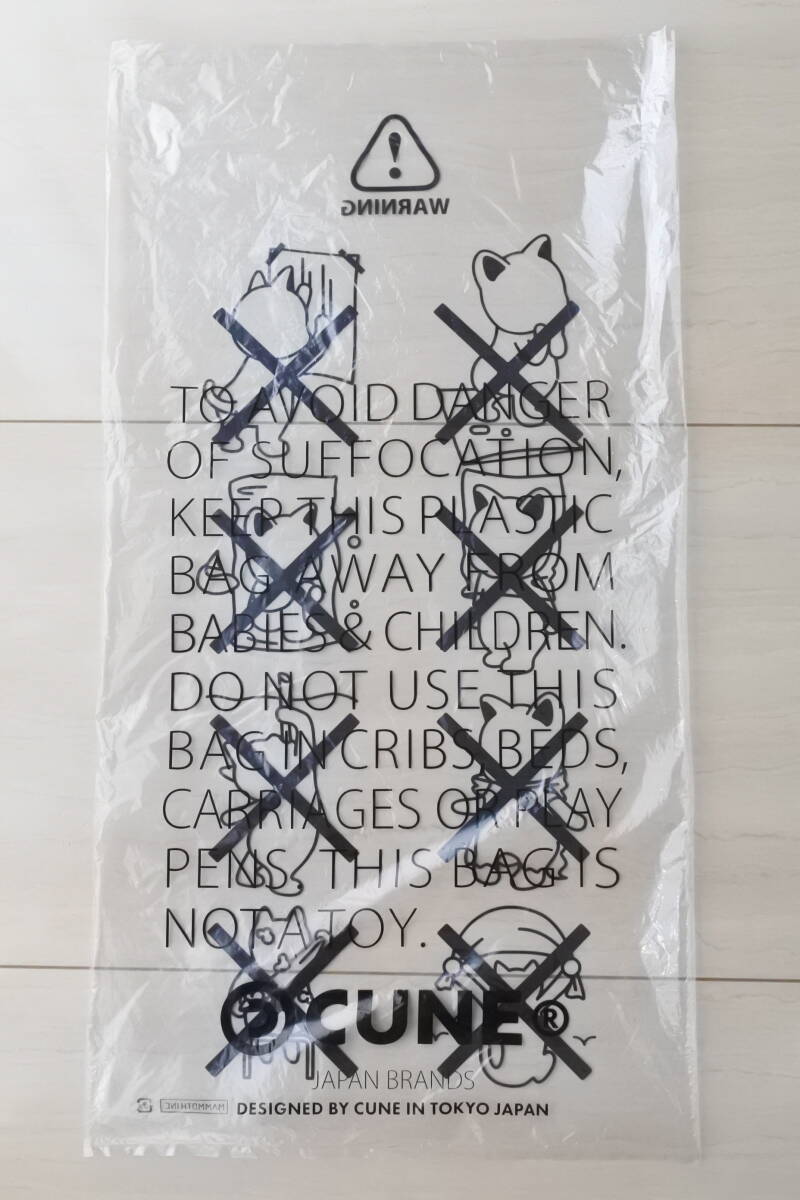 WARNING
TO AVOID DANGER
OF SUFFOCATION,
KEEP THIS PLASTIC
BAG AWAY FROM
BABIES & CHILDREN.
DO NOT USE THIS
BAG IN CRIBS, BEDS,
CARRIAGES OR PLAY
PENS. THIS BAG IS
NOT A TOY.
CUNE®
JAPAN BRANDS
MAMMOTH INC
DESIGNED BY CUNE IN TOKYO JAPAN